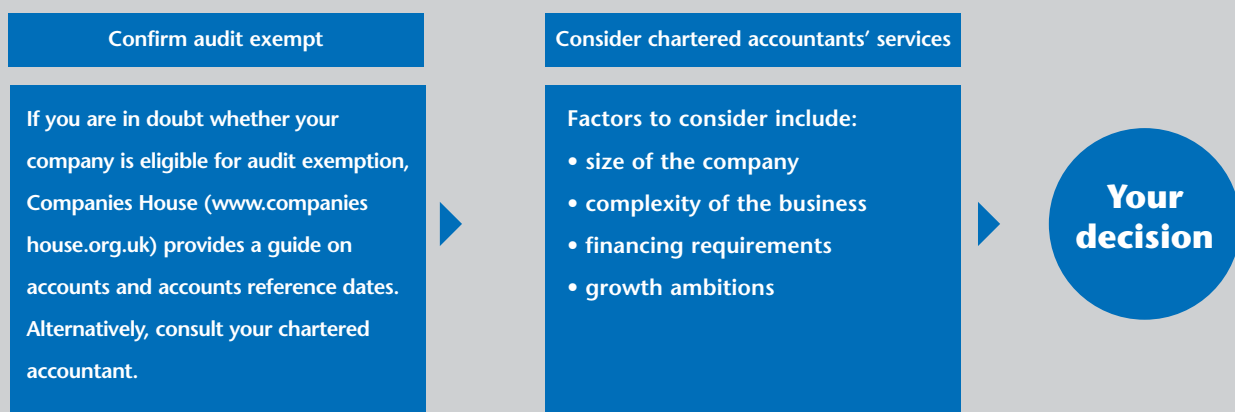 Confirm audit exempt
If you are in doubt whether your
company is eligible for audit exemption,
Companies House (www.companies
house.org.uk) provides a guide on
accounts and accounts reference dates.
Alternatively, consult your chartered
accountant.
Consider chartered accountants’ services
Factors to consider include:
• size of the company
• complexity of the business
• financing requirements
• growth ambitions
Your
decision